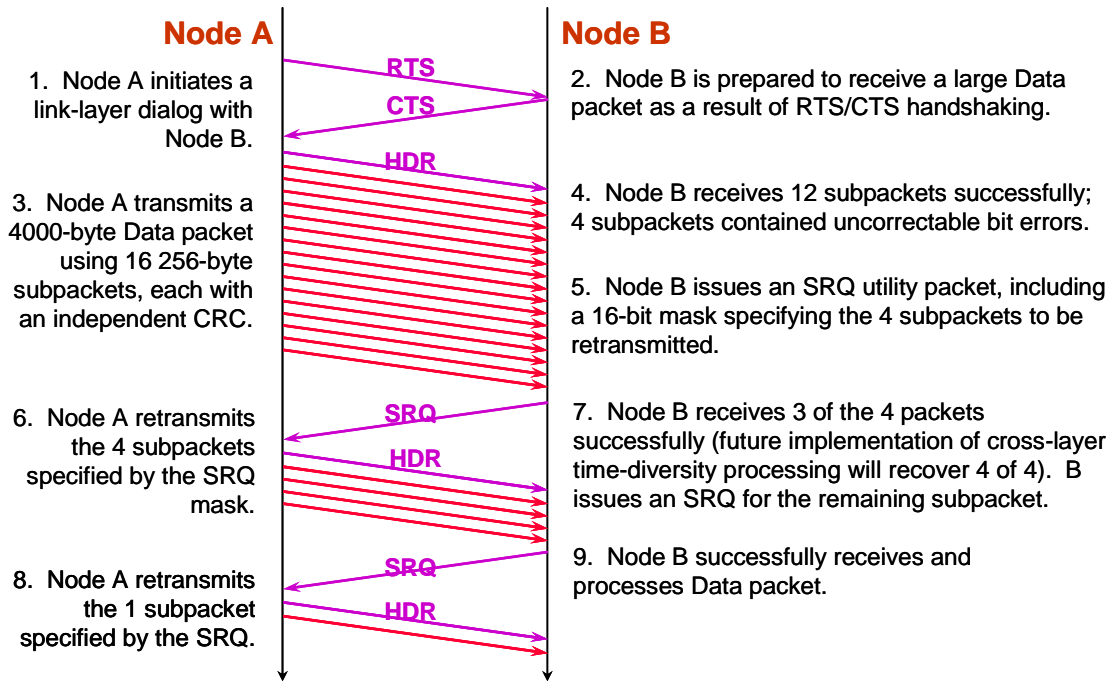 Node A
Node B
RTS
1. Node A initiates a
link-layer dialog with
Node B.
2. Node B is prepared to receive a large Data
packet as a result of RTS/CTS handshaking.
CTS
HDR
3. Node A transmits a
4000-byte Data packet
using 16 256-byte
subpackets, each with
an independent CRC.
4. Node B receives 12 subpackets successfully;
4 subpackets contained uncorrectable bit errors.
5. Node B issues an SRQ utility packet, including
a 16-bit mask specifying the 4 subpackets to be
retransmitted.
SRQ
6. Node A retransmits
the 4 subpackets
specified by the SRQ
mask.
HDR
7. Node B receives 3 of the 4 packets
successfully (future implementation of cross-layer
time-diversity processing will recover 4 of 4). B
issues an SRQ for the remaining subpacket.
SRQ
8. Node A retransmits
the 1 subpacket
specified by the SRQ.
HDR
9. Node B successfully receives and
processes Data packet.